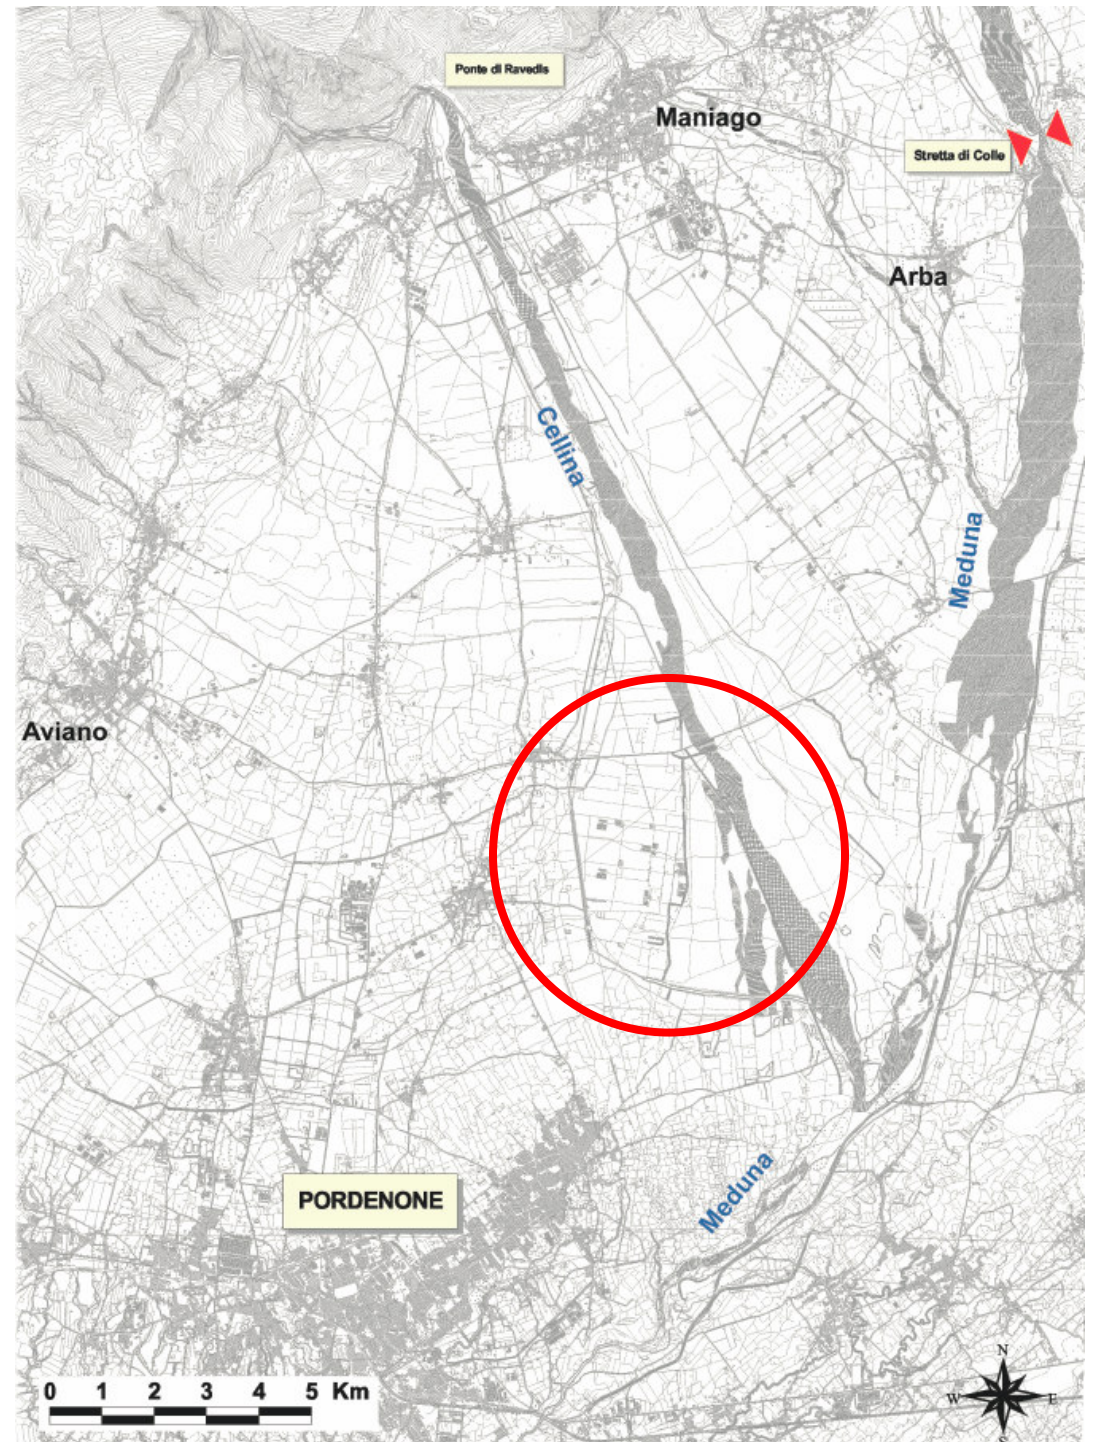 Ponte di Ravedis
Maniago
Stretta di Colle
Arba
Cellina
Meduna
Aviano
Meduna
PORDENONE
0 1 2 3 4 5 Km
N
W E
S